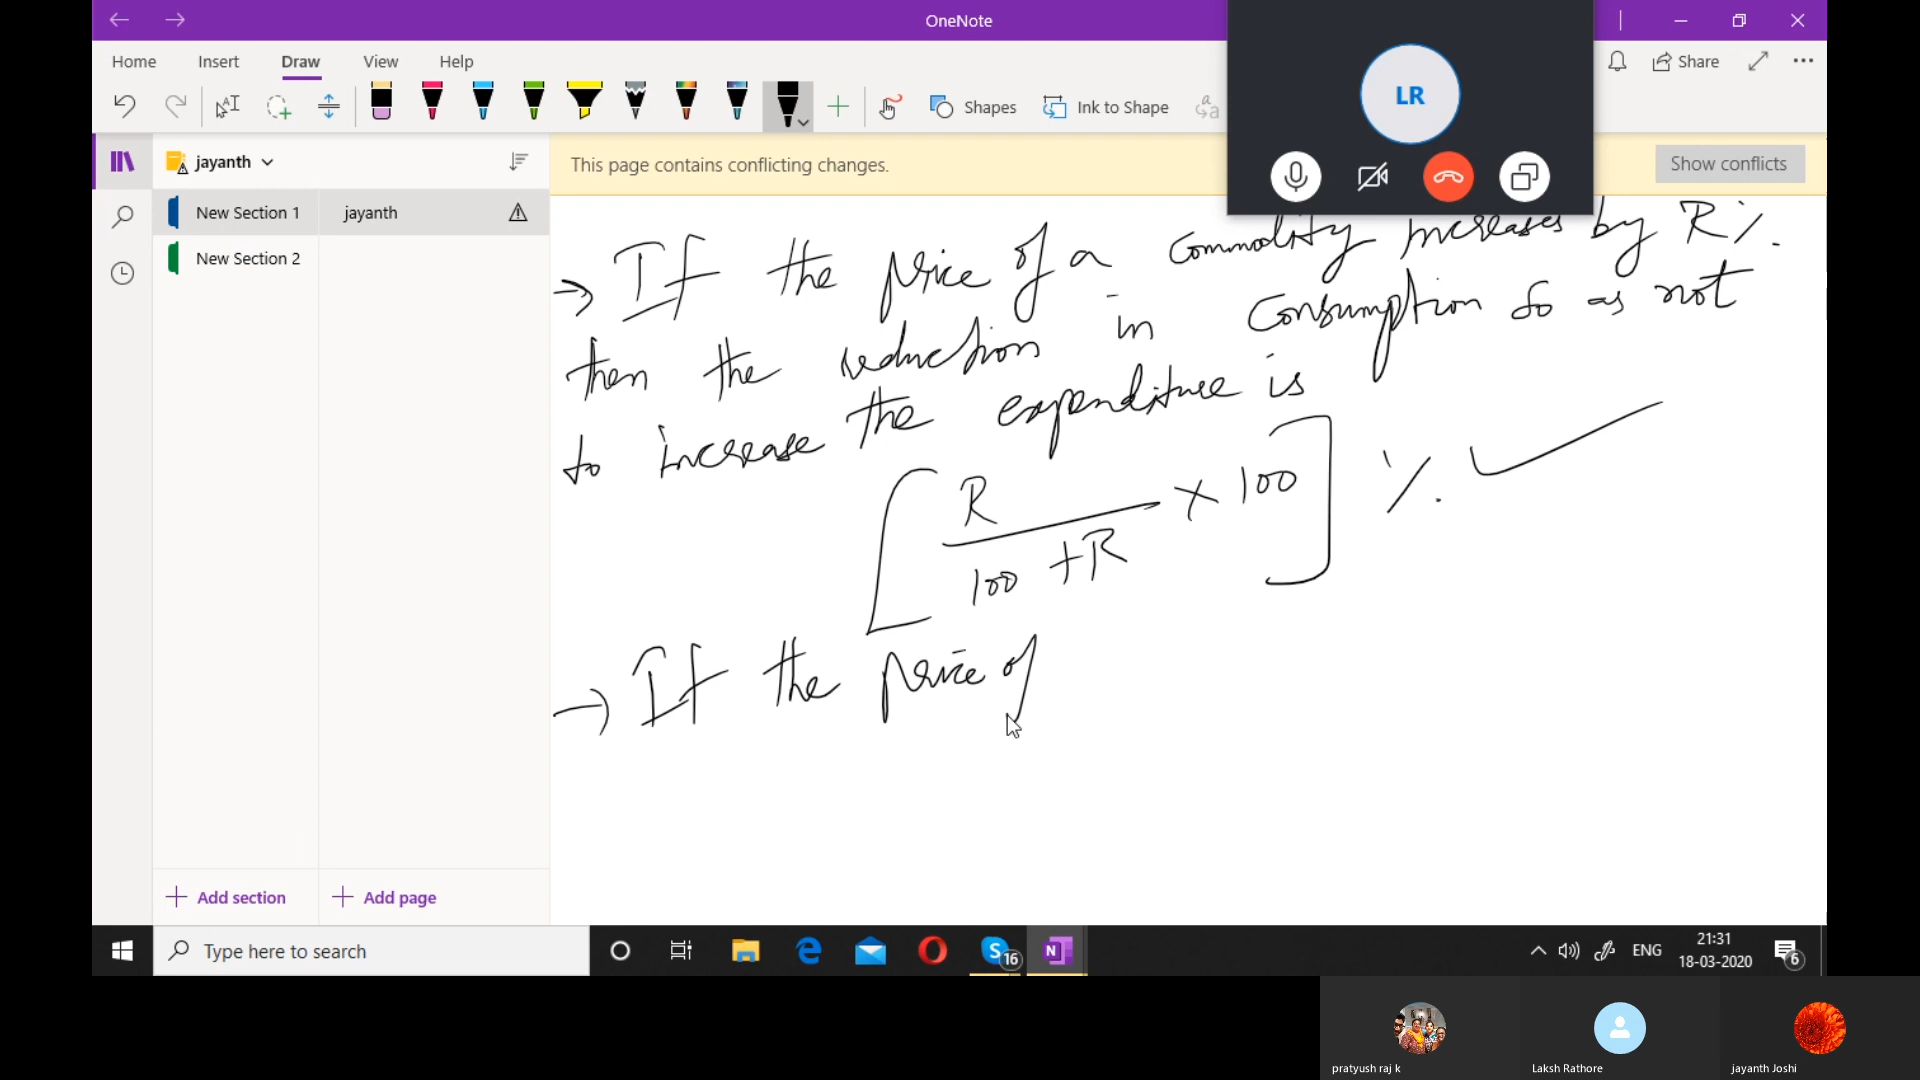 OneNote
Home Insert Draw View Help
Share
LR
Shapes Ink to Shape
jayanth
This page contains conflicting changes.
Show conflicts
New Section 1
jayanth
New Section 2
→ If the price of a commodity increases by R%.
then the reduction in consumption so as not
to increase the expenditure is
[R / 100 + R × 100] %.
→ If the price of
+ Add section
+ Add page
Type here to search
16
N
ENG
21:31
18-03-2020
6
pratyush raj k
Laksh Rathore
jayanth Joshi